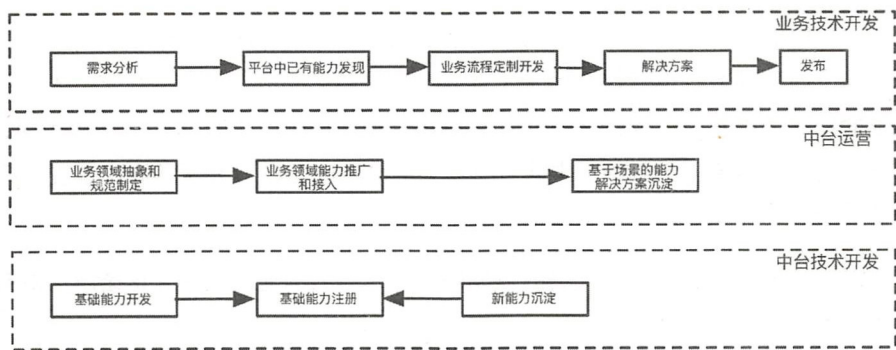 业务技术开发
需求分析
平台中已有能力发现
业务流程定制开发
解决方案
发布
中台运营
业务领域抽象和
规范制定
业务领域能力推广
和接入
基于场景的能力
解决方案沉淀
中台技术开发
基础能力开发
基础能力注册
新能力沉淀